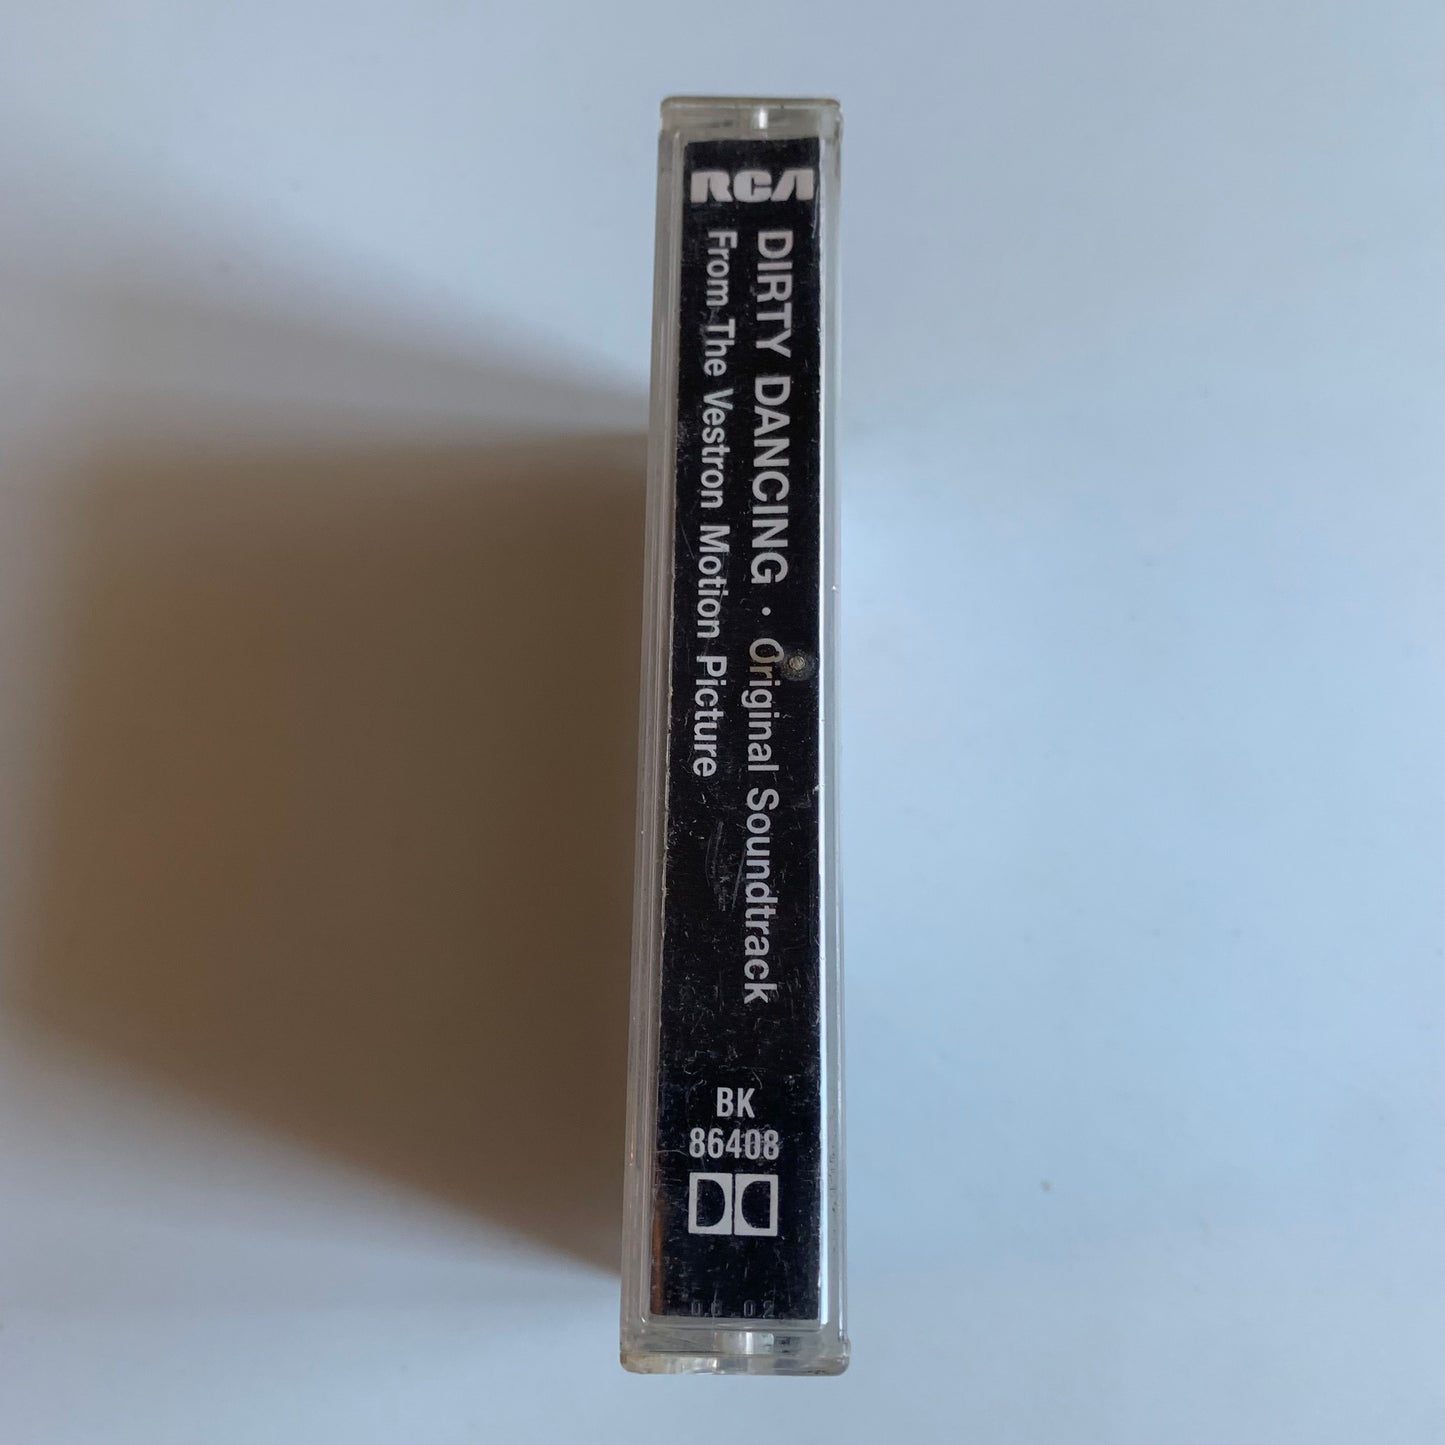 RCA
DIRTY DANCING · Original Soundtrack
From The Vestron Motion Picture
BK
86408